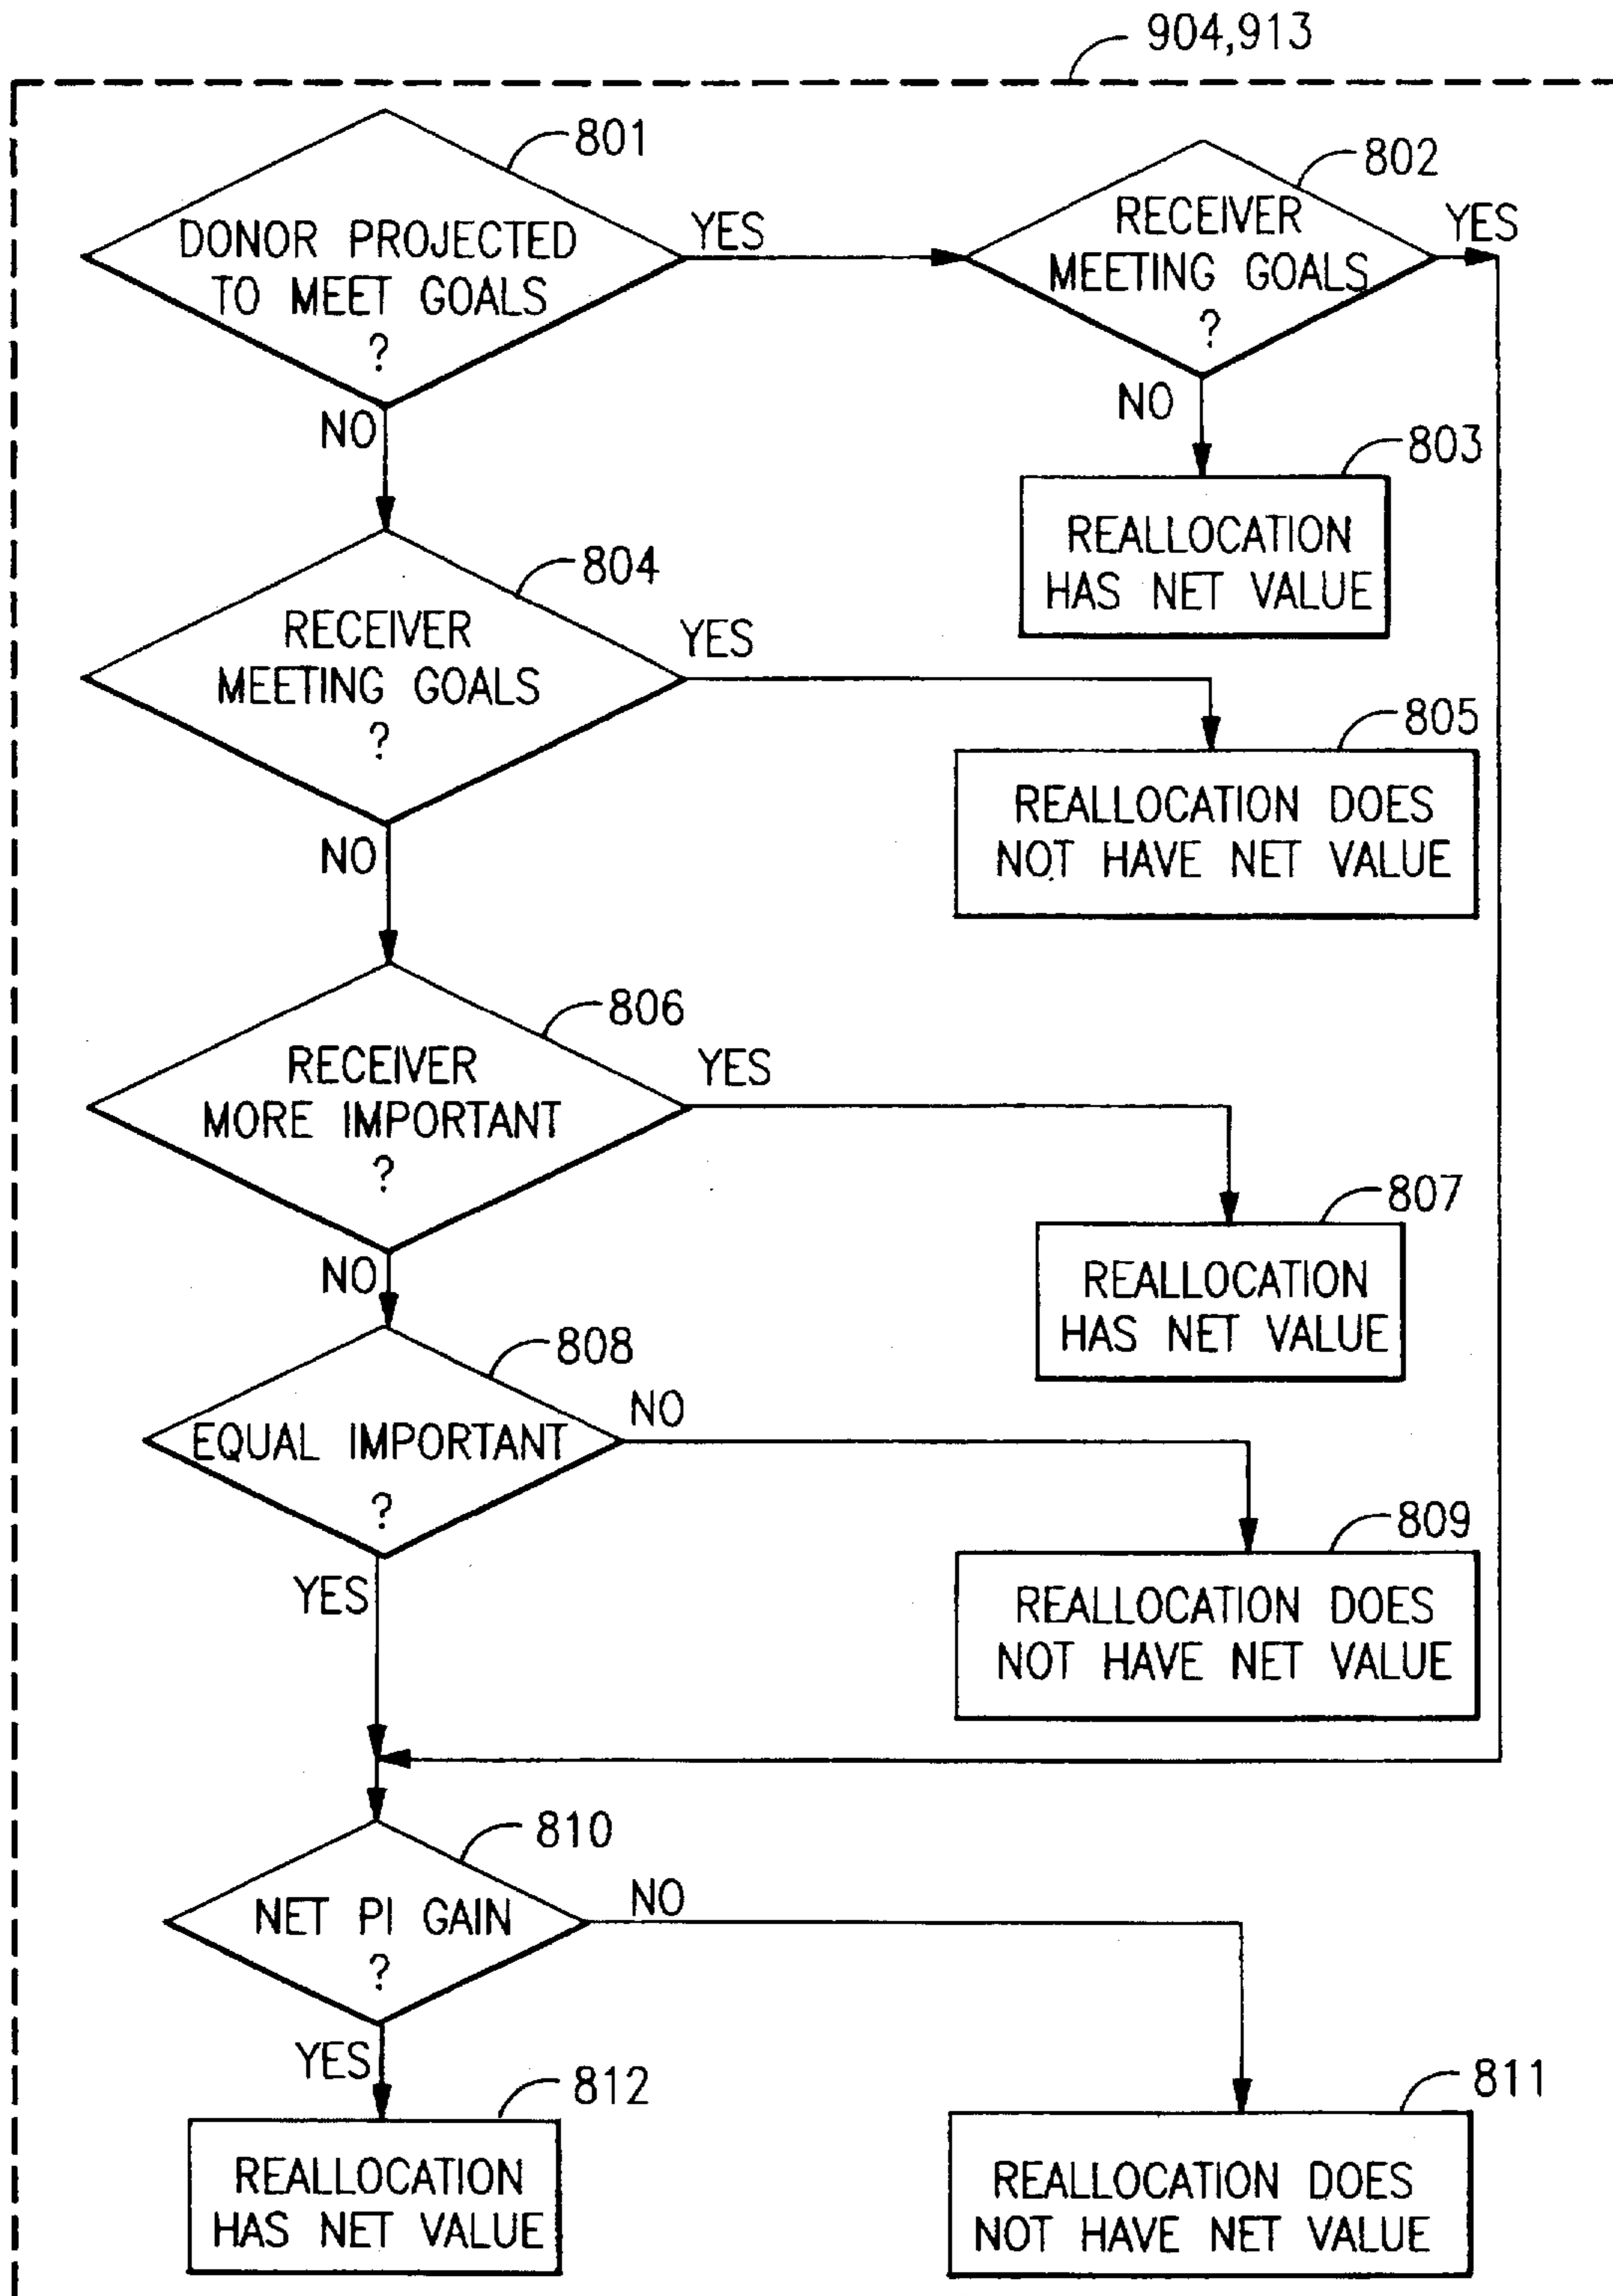 904,913
801
DONOR PROJECTED
TO MEET GOALS
?
YES
NO
802
RECEIVER
MEETING GOALS
?
YES
NO
803
REALLOCATION
HAS NET VALUE
804
RECEIVER
MEETING GOALS
?
YES
NO
805
REALLOCATION DOES
NOT HAVE NET VALUE
806
RECEIVER
MORE IMPORTANT
?
YES
NO
807
REALLOCATION
HAS NET VALUE
808
EQUAL IMPORTANT
?
NO
YES
809
REALLOCATION DOES
NOT HAVE NET VALUE
810
NET PI GAIN
?
NO
YES
812
REALLOCATION
HAS NET VALUE
811
REALLOCATION DOES
NOT HAVE NET VALUE